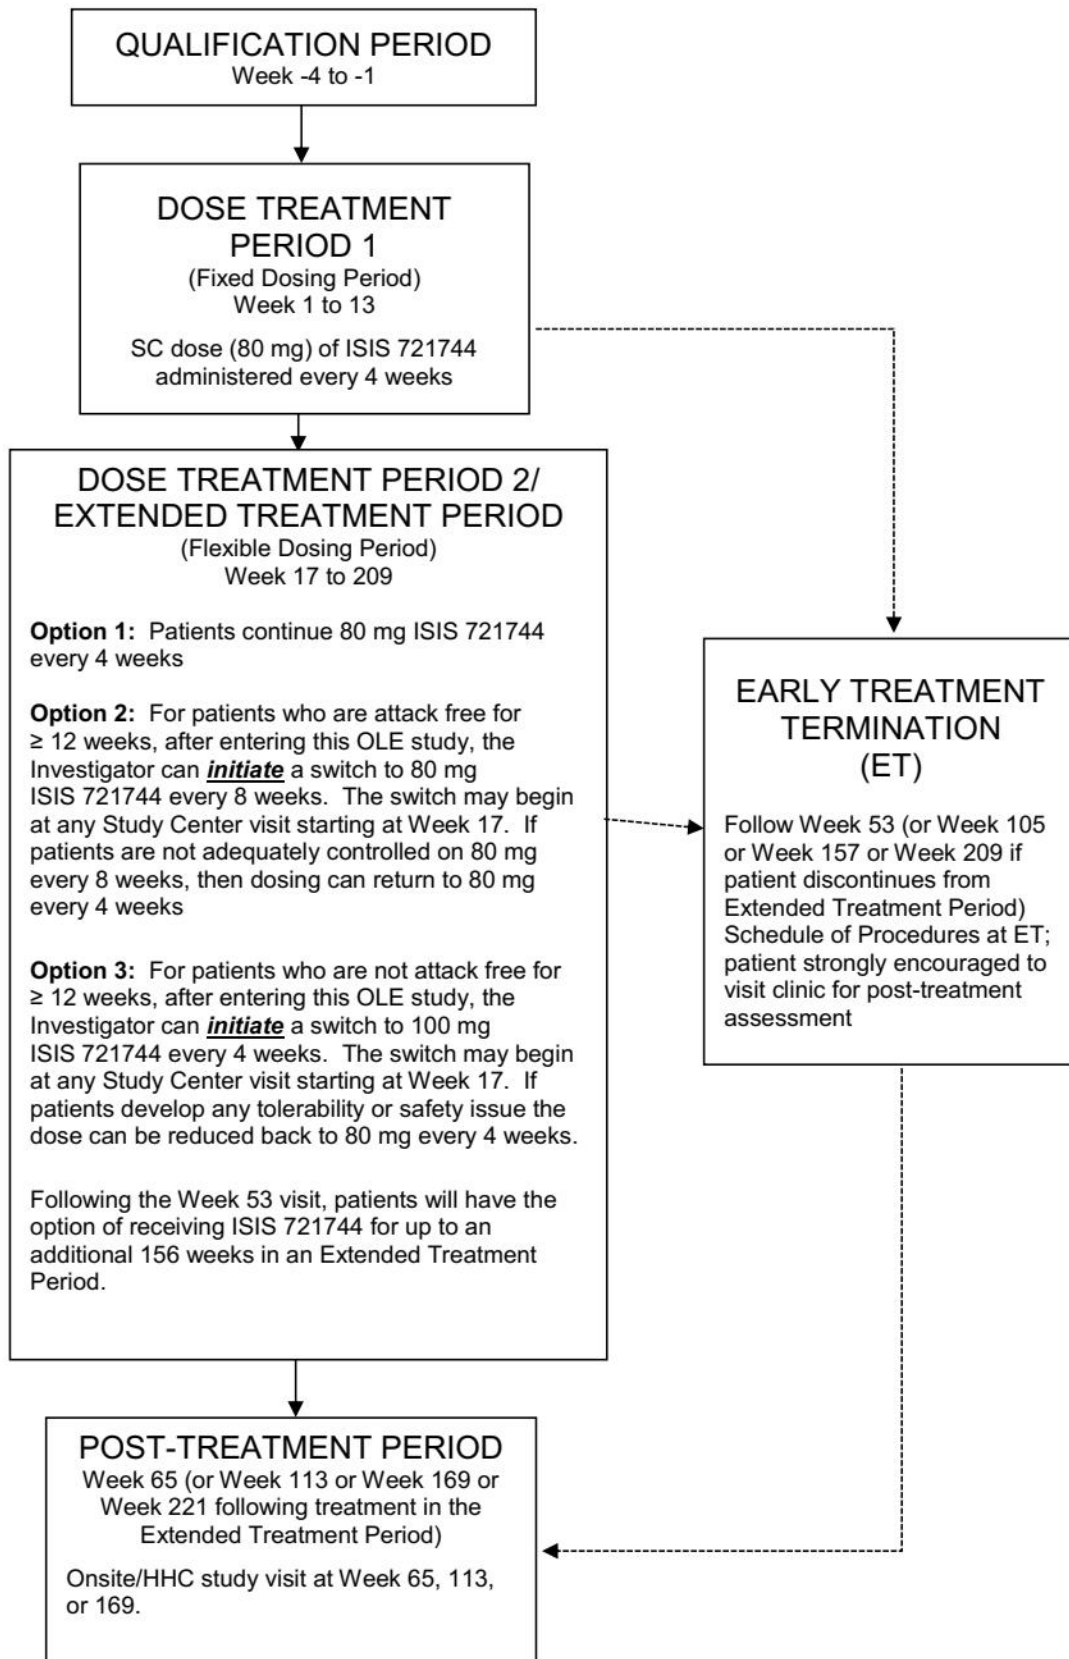 QUALIFICATION PERIOD
Week -4 to -1
DOSE TREATMENT
PERIOD 1
(Fixed Dosing Period)
Week 1 to 13
SC dose (80 mg) of ISIS 721744
administered every 4 weeks
DOSE TREATMENT PERIOD 2/
EXTENDED TREATMENT PERIOD
(Flexible Dosing Period)
Week 17 to 209
Option 1: Patients continue 80 mg ISIS 721744
every 4 weeks
Option 2: For patients who are attack free for
≥ 12 weeks, after entering this OLE study, the
Investigator can initiate a switch to 80 mg
ISIS 721744 every 8 weeks. The switch may begin
at any Study Center visit starting at Week 17. If
patients are not adequately controlled on 80 mg
every 8 weeks, then dosing can return to 80 mg
every 4 weeks
Option 3: For patients who are not attack free for
≥ 12 weeks, after entering this OLE study, the
Investigator can initiate a switch to 100 mg
ISIS 721744 every 4 weeks. The switch may begin
at any Study Center visit starting at Week 17. If
patients develop any tolerability or safety issue the
dose can be reduced back to 80 mg every 4 weeks.
Following the Week 53 visit, patients will have the
option of receiving ISIS 721744 for up to an
additional 156 weeks in an Extended Treatment
Period.
EARLY TREATMENT
TERMINATION
(ET)
Follow Week 53 (or Week 105
or Week 157 or Week 209 if
patient discontinues from
Extended Treatment Period)
Schedule of Procedures at ET;
patient strongly encouraged to
visit clinic for post-treatment
assessment
POST-TREATMENT PERIOD
Week 65 (or Week 113 or Week 169 or
Week 221 following treatment in the
Extended Treatment Period)
Onsite/HHC study visit at Week 65, 113,
or 169.